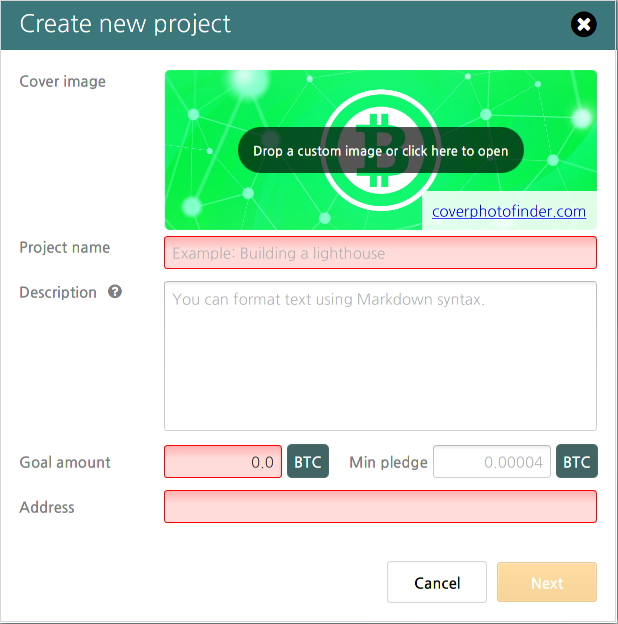 Create new project
Cover image
Drop a custom image or click here to open
coverphotofinder.com
Project name
Example: Building a lighthouse
Description
You can format text using Markdown syntax.
Goal amount 0.0 BTC Min pledge 0.00004 BTC
Address
Cancel Next